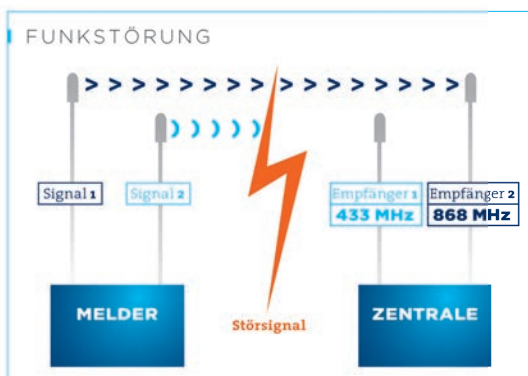 FUNKSTÖRUNG
Signal 1
Signal 2
Empfänger 1
433 MHz
Empfänger 2
868 MHz
MELDER
Störsignal
ZENTRALE